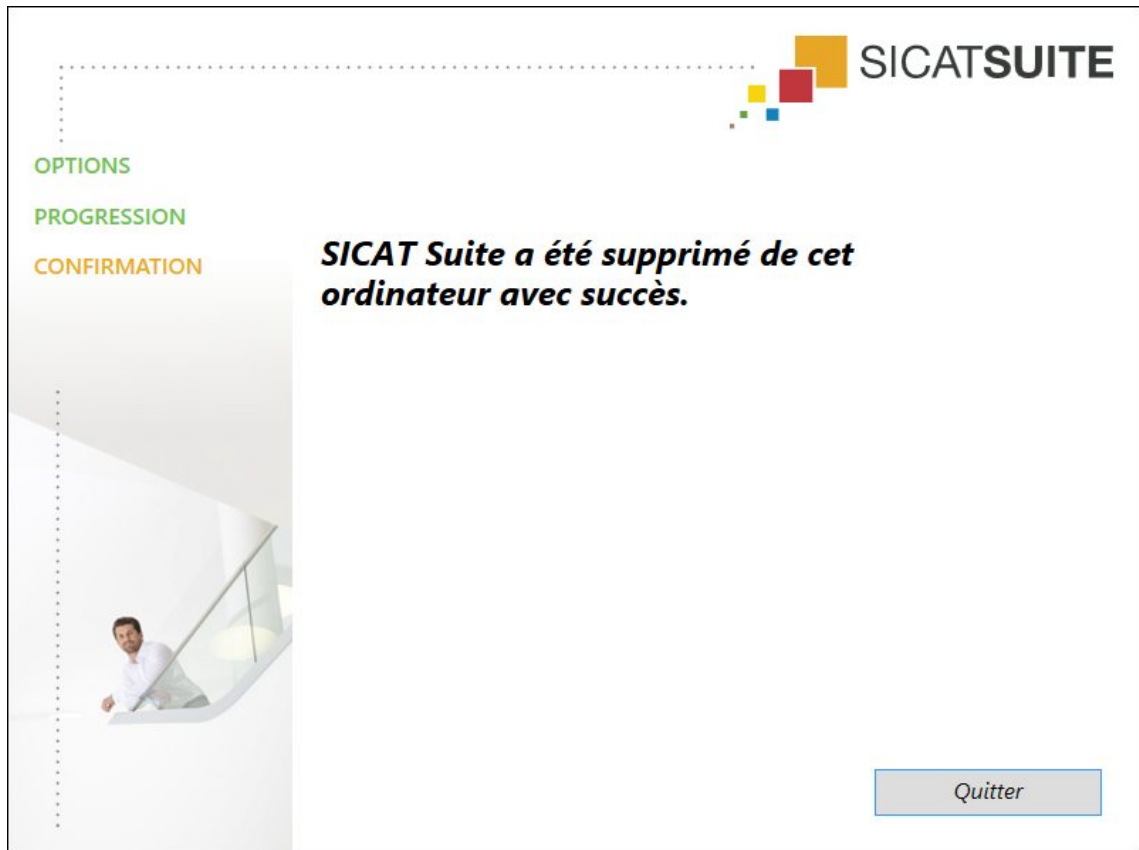 SICATSUITE
OPTIONS
PROGRESSION
CONFIRMATION
SICAT Suite a été supprimé de cet
ordinateur avec succès.
Quitter